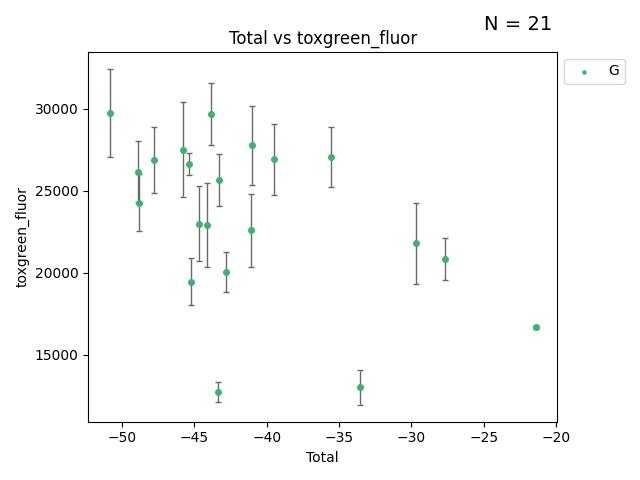 N = 21
Total vs toxgreen_fluor
G
30000
25000
20000
15000
toxgreen_fluor
−50
−45
−40
−35
−30
−25
−20
Total